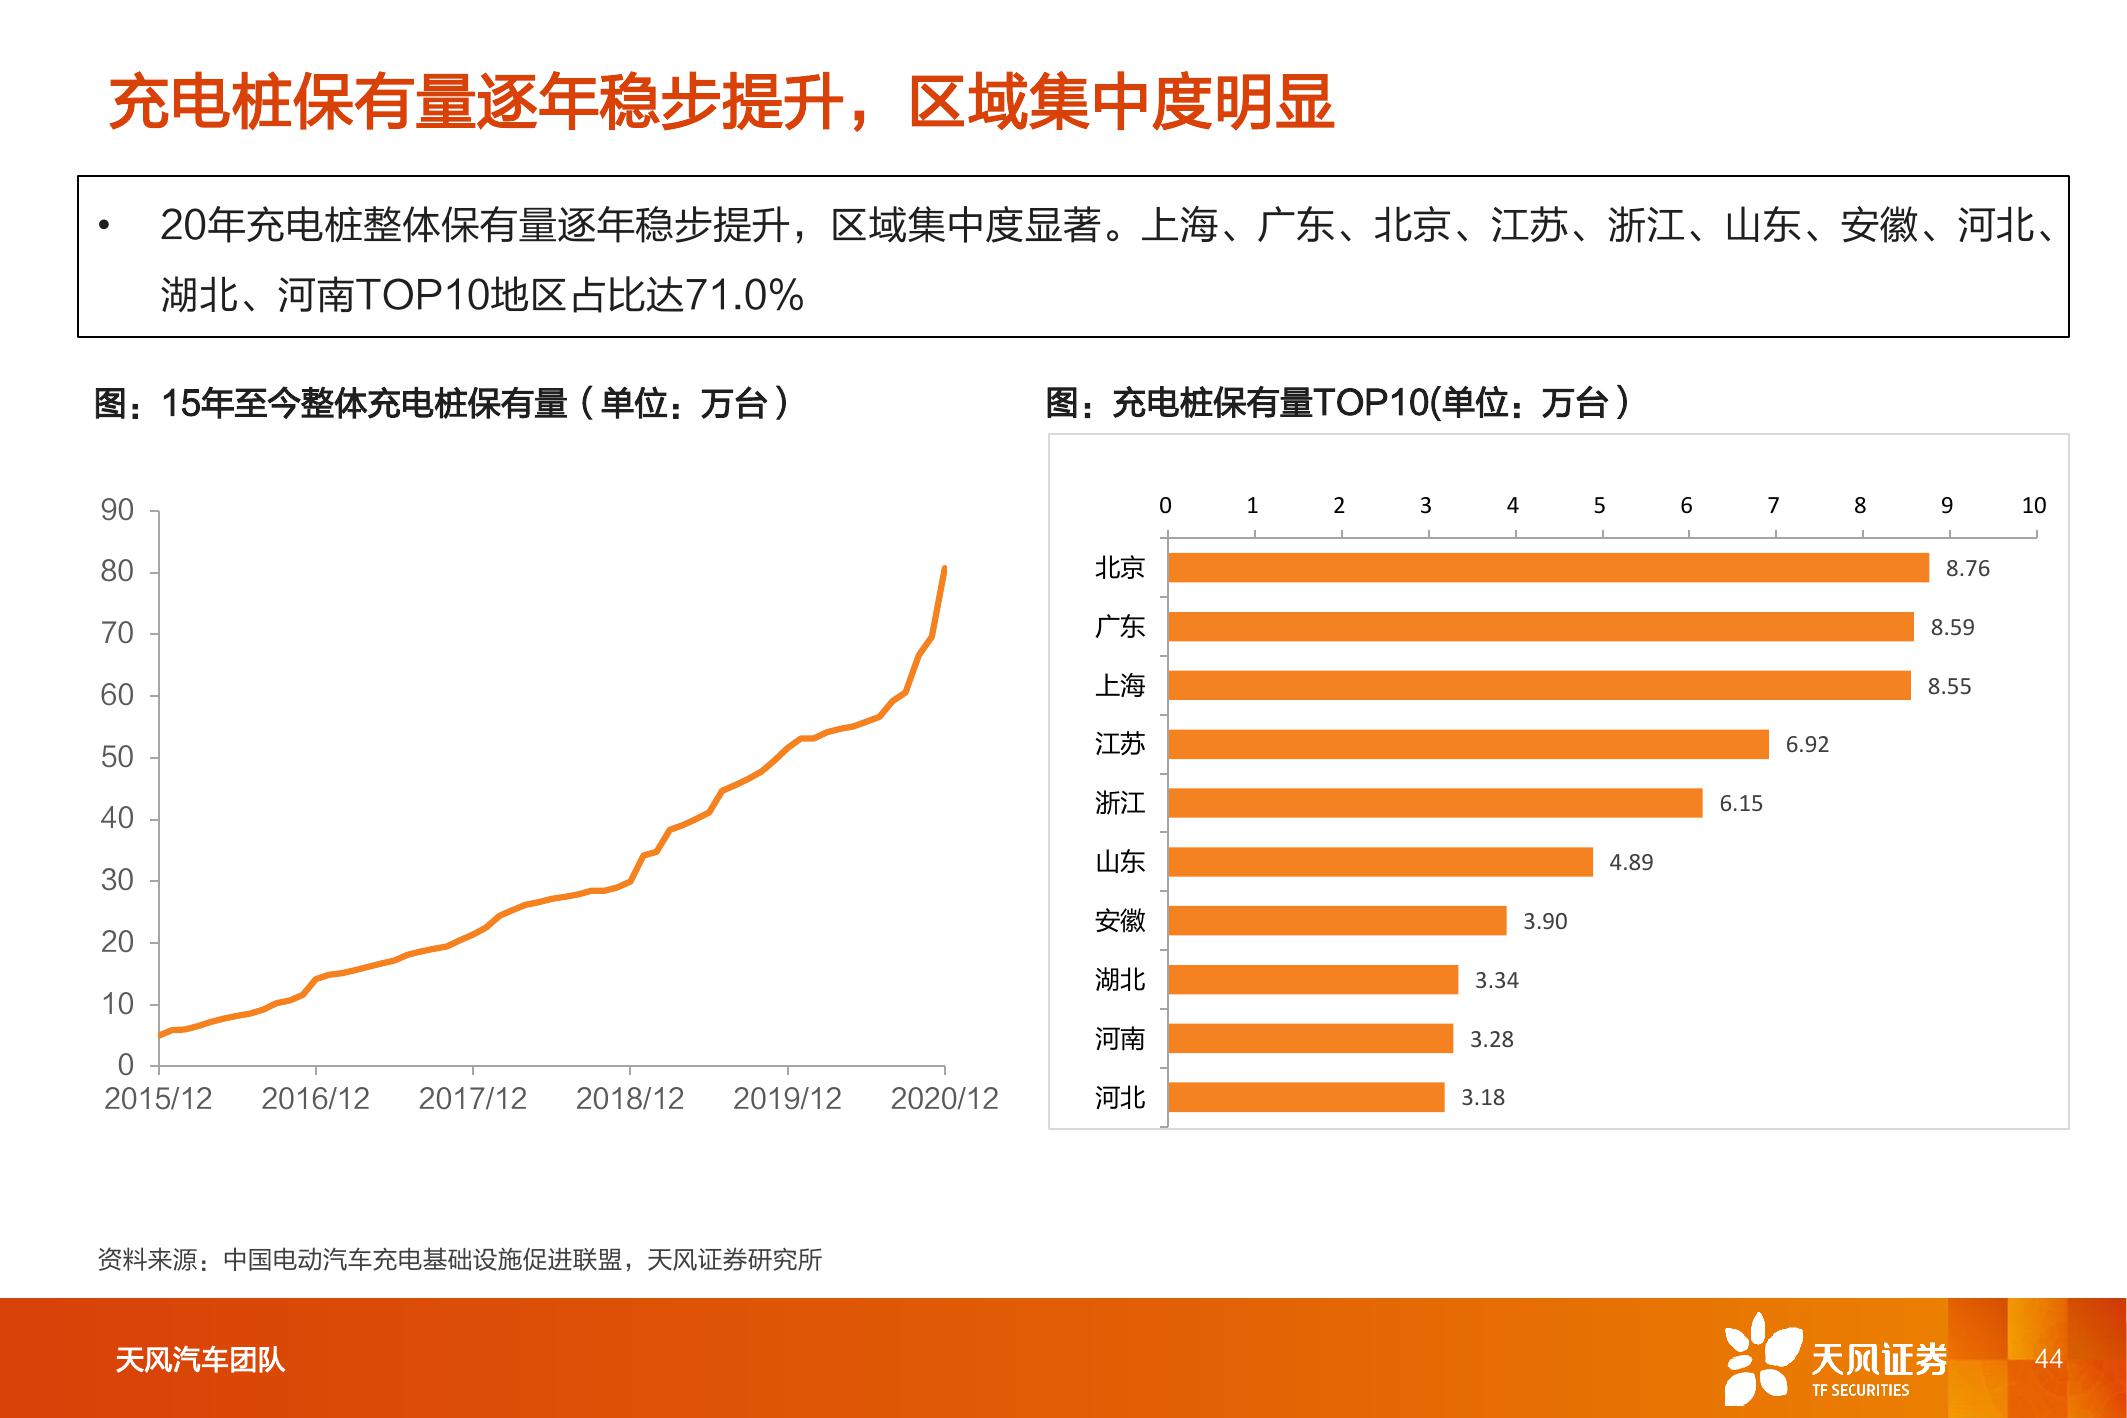 充电桩保有量逐年稳步提升，区域集中度明显
• 20年充电桩整体保有量逐年稳步提升，区域集中度显著。上海、广东、北京、江苏、浙江、山东、安徽、河北、
湖北、河南TOP10地区占比达71.0%
图：15年至今整体充电桩保有量（单位：万台）
90
80
70
60
50
40
30
20
10
0
2015/12 2016/12 2017/12 2018/12 2019/12 2020/12
图：充电桩保有量TOP10(单位：万台）
0 1 2 3 4 5 6 7 8 9 10
北京 8.76
广东 8.59
上海 8.55
江苏 6.92
浙江 6.15
山东 4.89
安徽 3.90
湖北 3.34
河南 3.28
河北 3.18
资料来源：中国电动汽车充电基础设施促进联盟，天风证券研究所
天风汽车团队
天风证券
TF SECURITIES
44